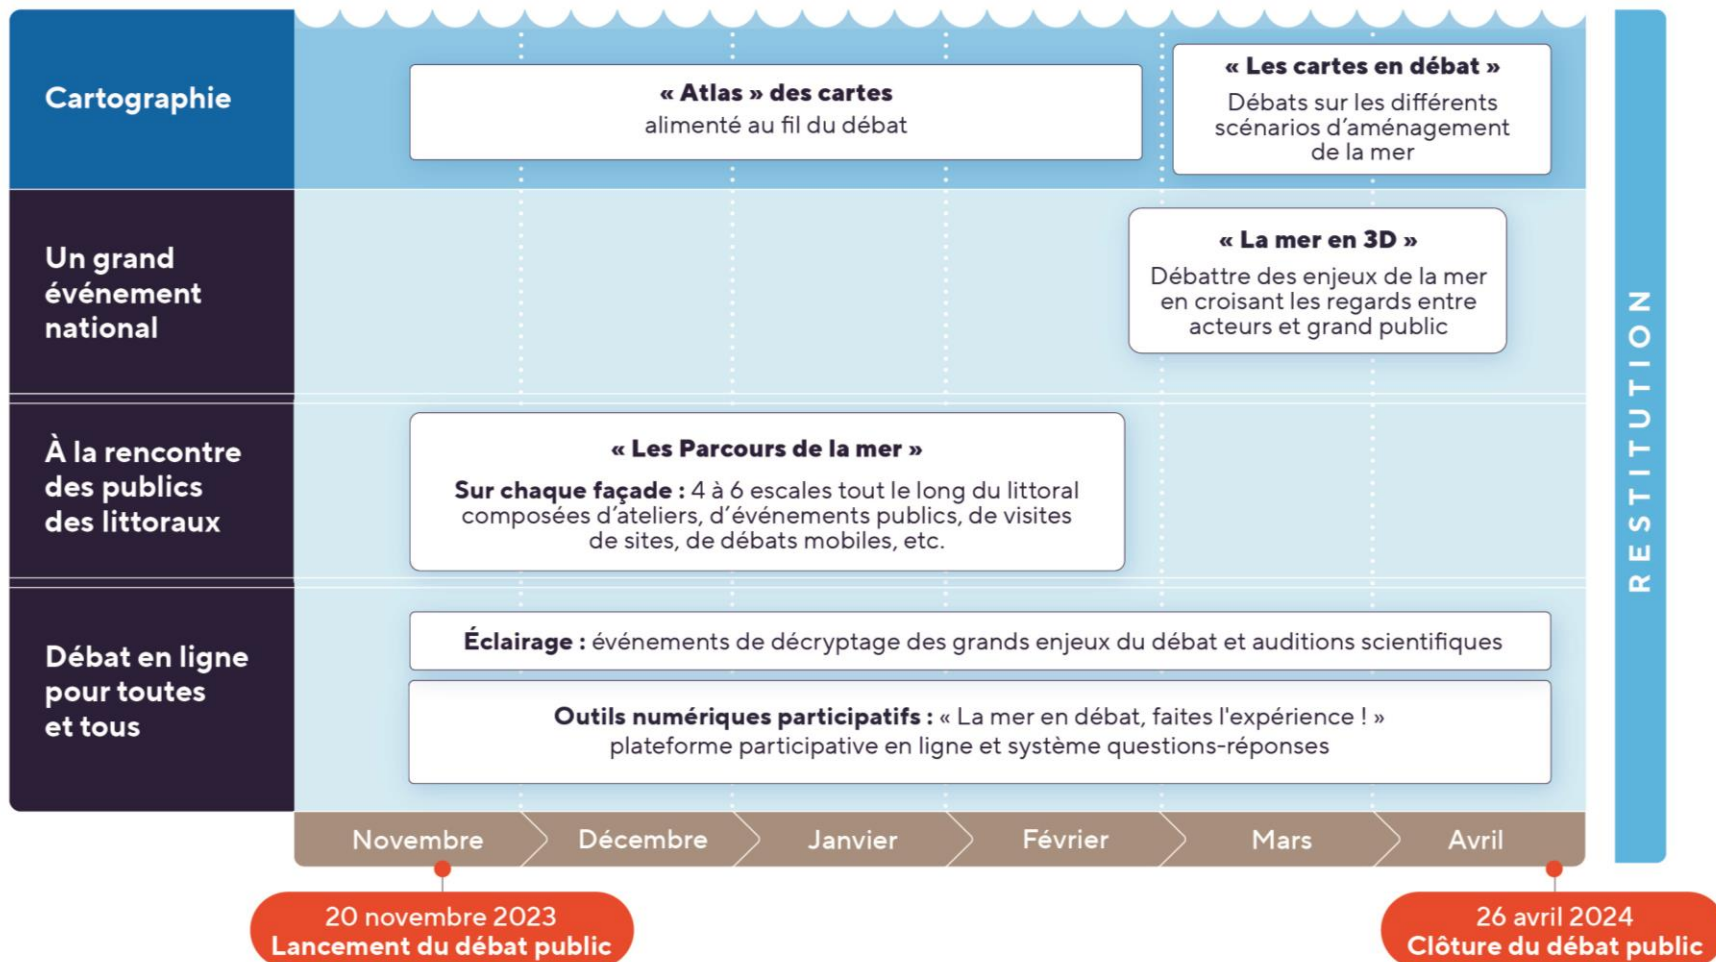 Cartographie
« Atlas » des cartes
alimenté au fil du débat
« Les cartes en débat »
Débats sur les différents
scénarios d’aménagement
de la mer
Un grand
événement
national
« La mer en 3D »
Débattre des enjeux de la mer
en croisant les regards entre
acteurs et grand public
À la rencontre
des publics
des littoraux
« Les Parcours de la mer »
Sur chaque façade : 4 à 6 escales tout le long du littoral
composées d’ateliers, d’événements publics, de visites
de sites, de débats mobiles, etc.
Débat en ligne
pour toutes
et tous
Éclairage : événements de décryptage des grands enjeux du débat et auditions scientifiques
Outils numériques participatifs : « La mer en débat, faites l'expérience ! »
plateforme participative en ligne et système questions-réponses
RESTITUTION
Novembre
Décembre
Janvier
Février
Mars
Avril
20 novembre 2023
Lancement du débat public
26 avril 2024
Clôture du débat public